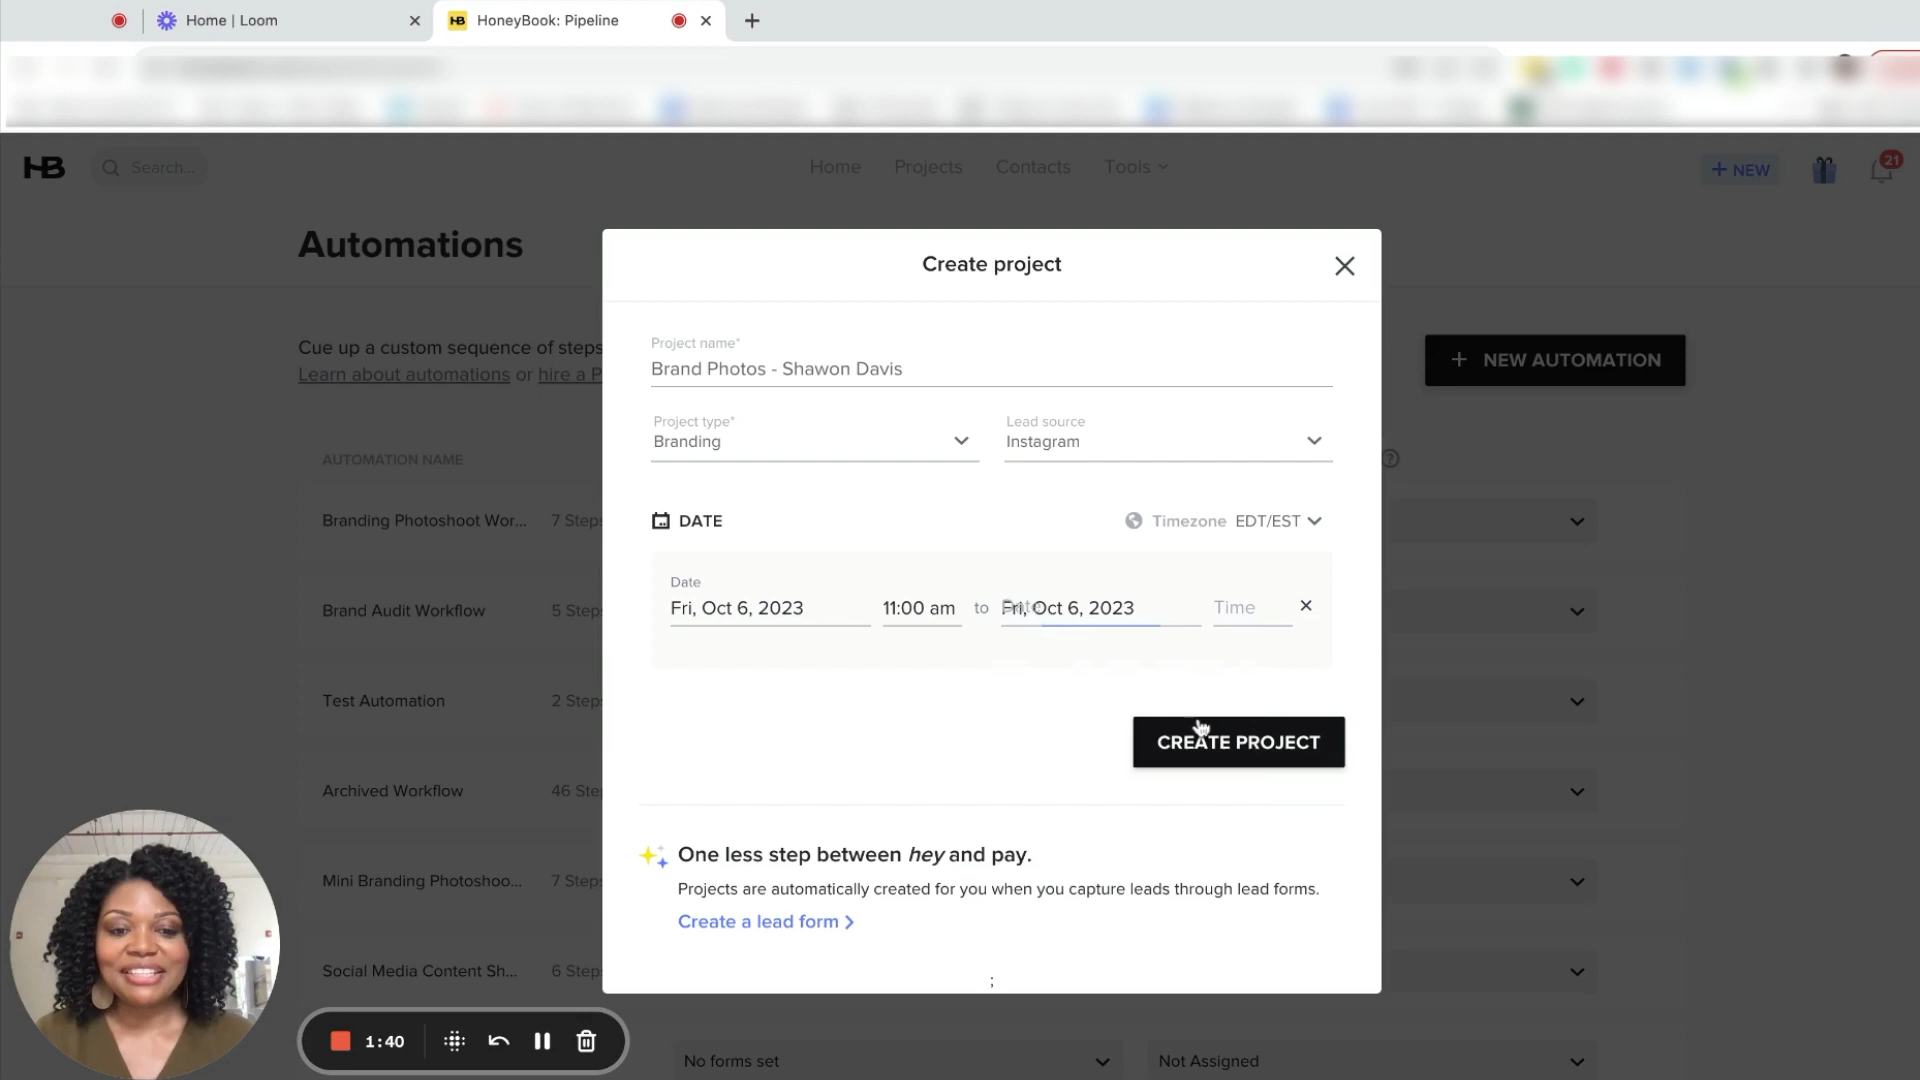 Home | Loom
HB HoneyBook: Pipeline
HB
Search...
Home Projects Contacts Tools
+ NEW
21
Automations
Create project
Cue up a custom sequence of steps
Learn about automations or hire a P
+ NEW AUTOMATION
Project name*
Brand Photos - Shawon Davis
Project type*
Branding
Lead source
Instagram
AUTOMATION NAME
?
DATE
Timezone EDT/EST
Branding Photoshoot Wor... 7 Steps
Date
Fri, Oct 6, 2023 11:00 am to Fri, Oct 6, 2023 Time
Brand Audit Workflow 5 Steps
Test Automation 2 Steps
CREATE PROJECT
Archived Workflow 46 Ste
One less step between hey and pay.
Projects are automatically created for you when you capture leads through lead forms.
Create a lead form
Mini Branding Photoshoo... 7 Steps
Social Media Content Sh... 6 Steps
;
1:40
No forms set
Not Assigned